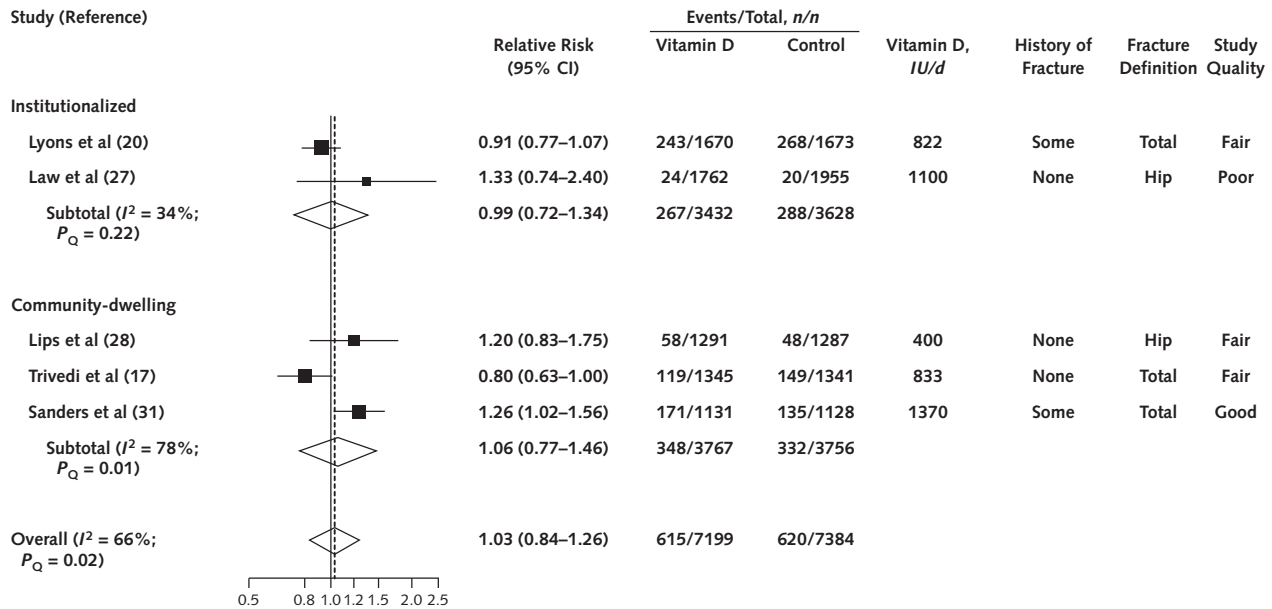 Study (Reference) Events/Total, n/n
Relative Risk Vitamin D Control Vitamin D, History of Fracture Study
(95% CI) IU/d Fracture Definition Quality
Institutionalized
Lyons et al (20) 0.91 (0.77–1.07) 243/1670 268/1673 822 Some Total Fair
Law et al (27) 1.33 (0.74–2.40) 24/1762 20/1955 1100 None Hip Poor
Subtotal (I² = 34%; 0.99 (0.72–1.34) 267/3432 288/3628
P_Q = 0.22)
Community-dwelling
Lips et al (28) 1.20 (0.83–1.75) 58/1291 48/1287 400 None Hip Fair
Trivedi et al (17) 0.80 (0.63–1.00) 119/1345 149/1341 833 None Total Fair
Sanders et al (31) 1.26 (1.02–1.56) 171/1131 135/1128 1370 Some Total Good
Subtotal (I² = 78%; 1.06 (0.77–1.46) 348/3767 332/3756
P_Q = 0.01)
Overall (I² = 66%; 1.03 (0.84–1.26) 615/7199 620/7384
P_Q = 0.02)
0.5 0.8 1.0 1.2 1.5 2.0 2.5